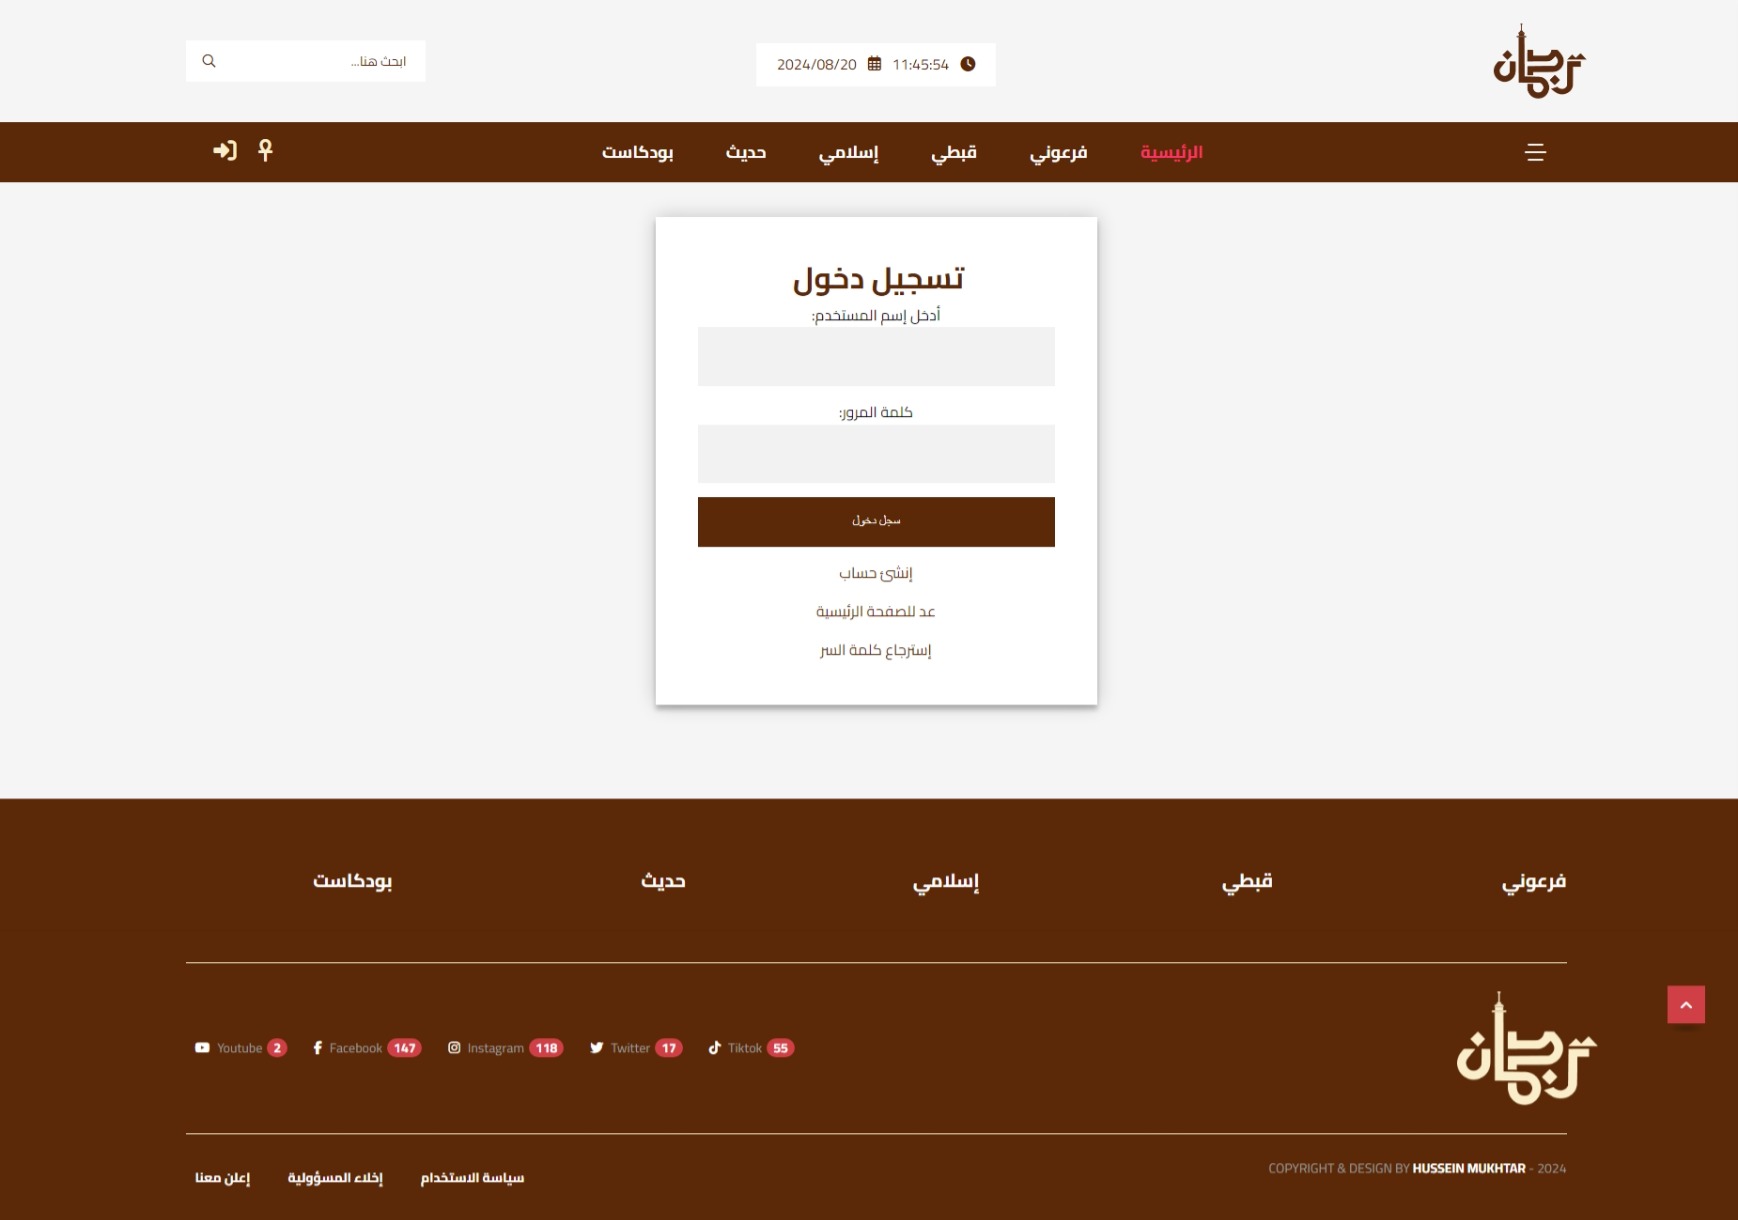 ترجمان
11:45:54 2024/08/20
ابحث هنا...
الرئيسية فرعوني قبطي إسلامي حديث بودكاست
تسجيل دخول
أدخل إسم المستخدم:
كلمة المرور:
سجل دخول
إنشئ حساب
عد للصفحة الرئيسية
إسترجاع كلمة السر
فرعوني قبطي إسلامي حديث بودكاست
ترجمان
Youtube 2 Facebook 147 Instagram 118 Twitter 17 Tiktok 55
COPYRIGHT & DESIGN BY HUSSEIN MUKHTAR - 2024
سياسة الاستخدام إخلاء المسؤولية إعلن معنا